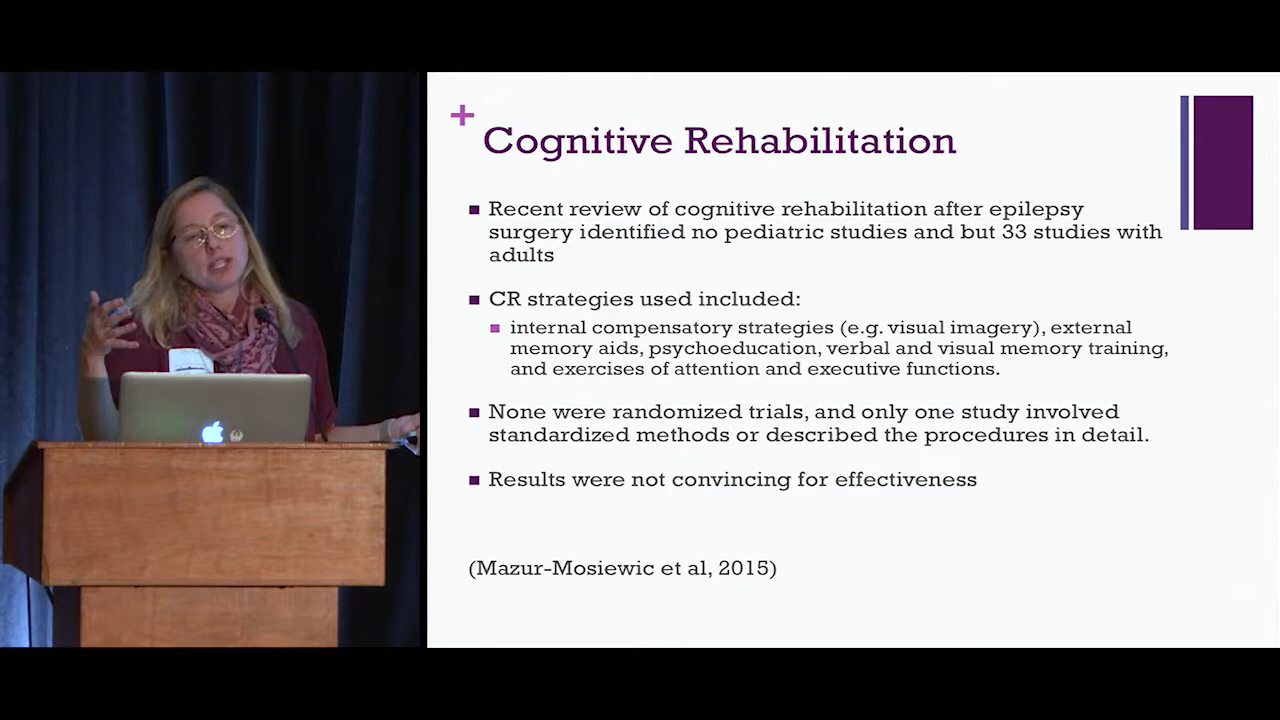 +
Cognitive Rehabilitation
Recent review of cognitive rehabilitation after epilepsy
surgery identified no pediatric studies and but 33 studies with
adults
CR strategies used included:
internal compensatory strategies (e.g. visual imagery), external
memory aids, psychoeducation, verbal and visual memory training,
and exercises of attention and executive functions.
None were randomized trials, and only one study involved
standardized methods or described the procedures in detail.
Results were not convincing for effectiveness
(Mazur-Mosiewic et al, 2015)